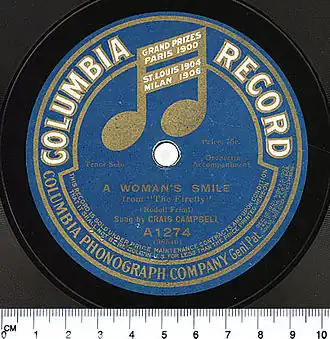 COLUMBIA RECORD
GRAND PRIZES
PARIS 1900
ST. LOUIS 1904
MILAN 1906
Price, 75c.
Tenor Solo
Orchestra
Accompaniment
A WOMAN'S SMILE
from "The Firefly"
(Rudolf Friml)
Sung by CRAIG CAMPBELL
A1274
COLUMBIA PHONOGRAPH COMPANY Gen'l
CM
0 1 2 3 4 5 6 7 8 9 10